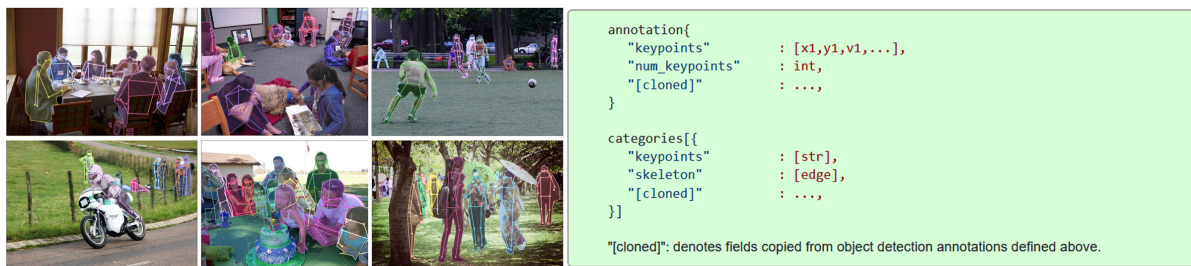 annotation{
"keypoints" : [x1,y1,v1,...],
"num_keypoints" : int,
"[cloned]" : ...,
}
categories[{
"keypoints" : [str],
"skeleton" : [edge],
"[cloned]" : ...,
}]
"[cloned]": denotes fields copied from object detection annotations defined above.